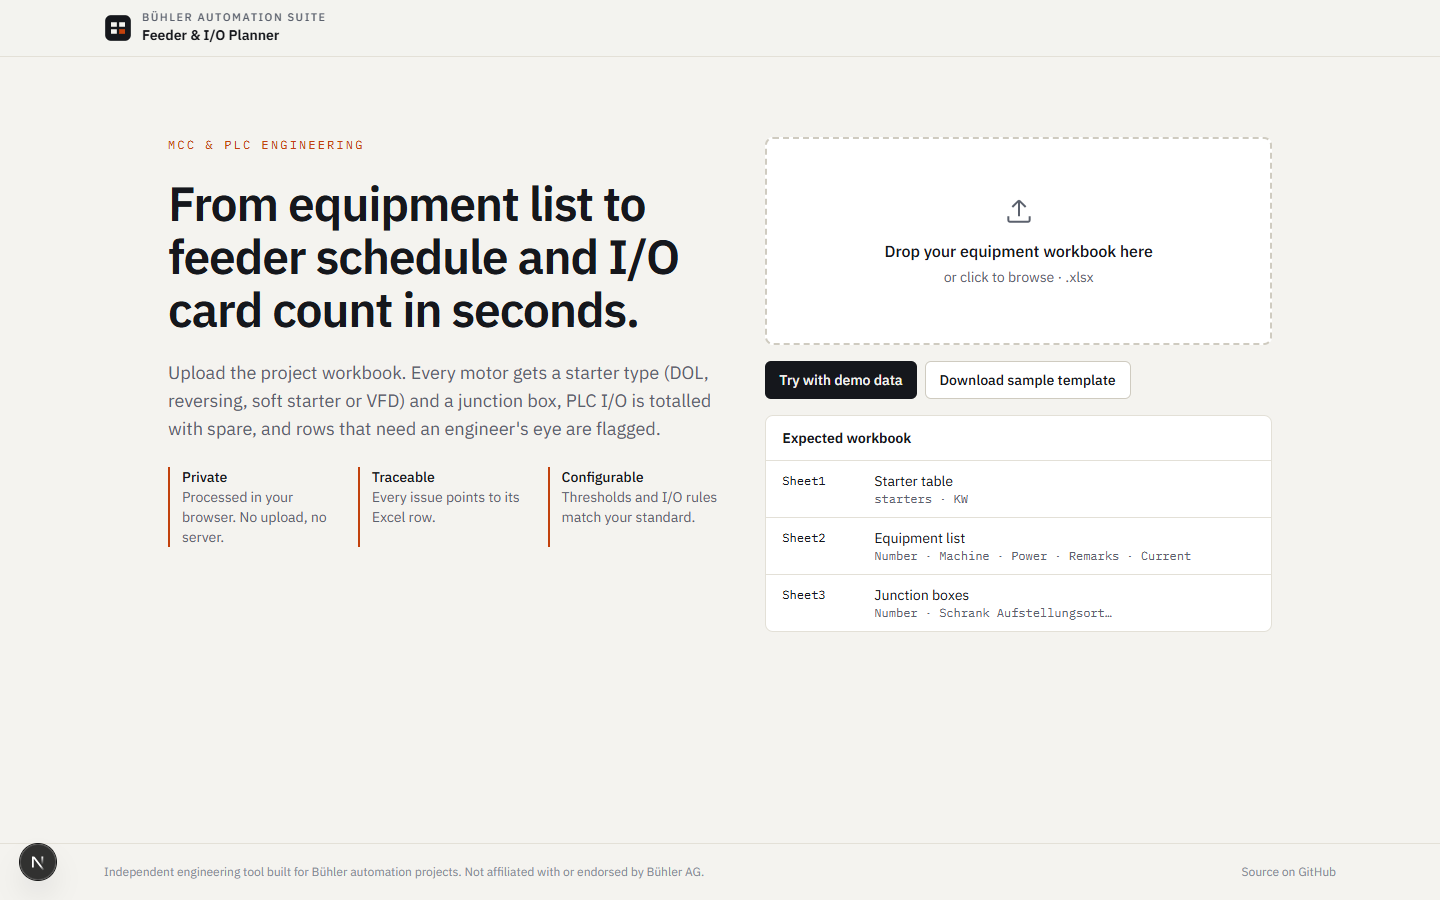 BÜHLER AUTOMATION SUITE
Feeder & I/O Planner
MCC & PLC ENGINEERING
From equipment list to
feeder schedule and I/O
card count in seconds.
Upload the project workbook. Every motor gets a starter type (DOL,
reversing, soft starter or VFD) and a junction box, PLC I/O is totalled
with spare, and rows that need an engineer's eye are flagged.
Private
Processed in your
browser. No upload, no
server.
Traceable
Every issue points to its
Excel row.
Configurable
Thresholds and I/O rules
match your standard.
Drop your equipment workbook here
or click to browse · .xlsx
Try with demo data
Download sample template
Expected workbook
Sheet1
Starter table
starters · KW
Sheet2
Equipment list
Number · Machine · Power · Remarks · Current
Sheet3
Junction boxes
Number · Schrank Aufstellungsort…
N
Independent engineering tool built for Bühler automation projects. Not affiliated with or endorsed by Bühler AG.
Source on GitHub